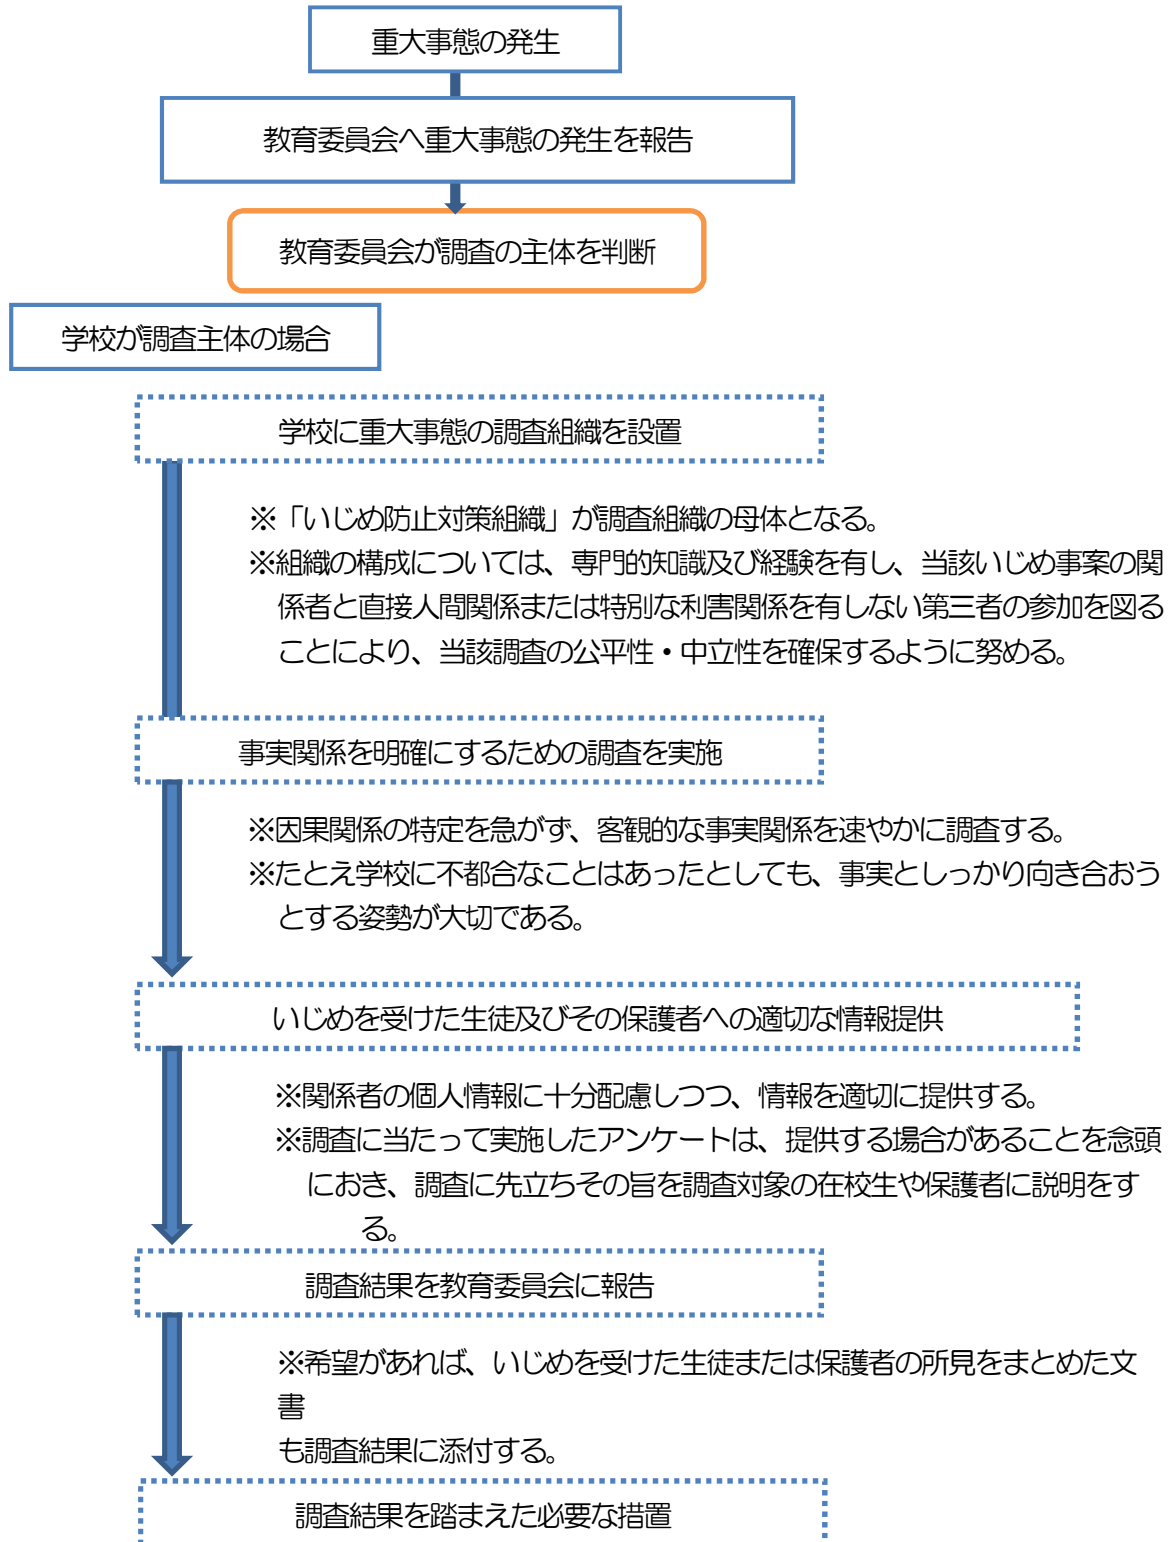 重大事態の発生
教育委員会へ重大事態の発生を報告
教育委員会が調査の主体を判断
学校が調査主体の場合
学校に重大事態の調査組織を設置
※「いじめ防止対策組織」が調査組織の母体となる。
※組織の構成については、専門的知識及び経験を有し、当該いじめ事案の関
係者と直接人間関係または特別な利害関係を有しない第三者の参加を図る
ことにより、当該調査の公平性・中立性を確保するように努める。
事実関係を明確にするための調査を実施
※因果関係の特定を急がず、客観的な事実関係を速やかに調査する。
※たとえ学校に不都合なことはあったとしても、事実としっかり向き合おう
とする姿勢が大切である。
いじめを受けた生徒及びその保護者への適切な情報提供
※関係者の個人情報に十分配慮しつつ、情報を適切に提供する。
※調査に当たって実施したアンケートは、提供する場合があることを念頭
におき、調査に先立ちその旨を調査対象の在校生や保護者に説明をす
る。
調査結果を教育委員会に報告
※希望があれば、いじめを受けた生徒または保護者の所見をまとめた文
書
も調査結果に添付する。
調査結果を踏まえた必要な措置